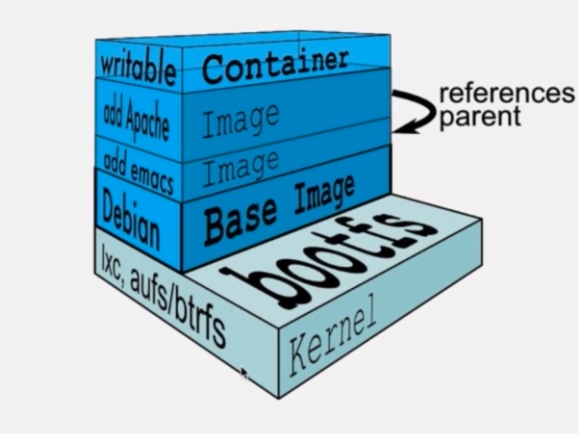 writable Container
add Apache Image
references
parent
add emacs Image
Debian Base Image
bootfs
lxc, aufs/btrfs
Kernel